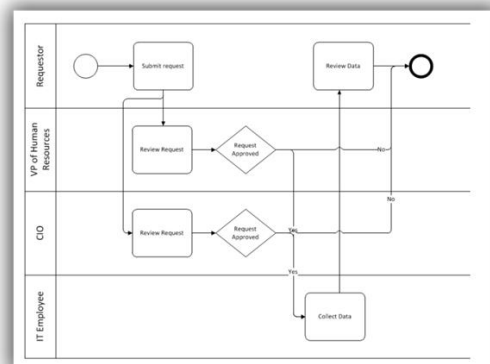 Requestor
Submit request
Review Data
VP of Human
Resources
Review Request
Request
Approved
No
CIO
Review Request
Request
Approved
Yes
No
IT Employee
Yes
Collect Data